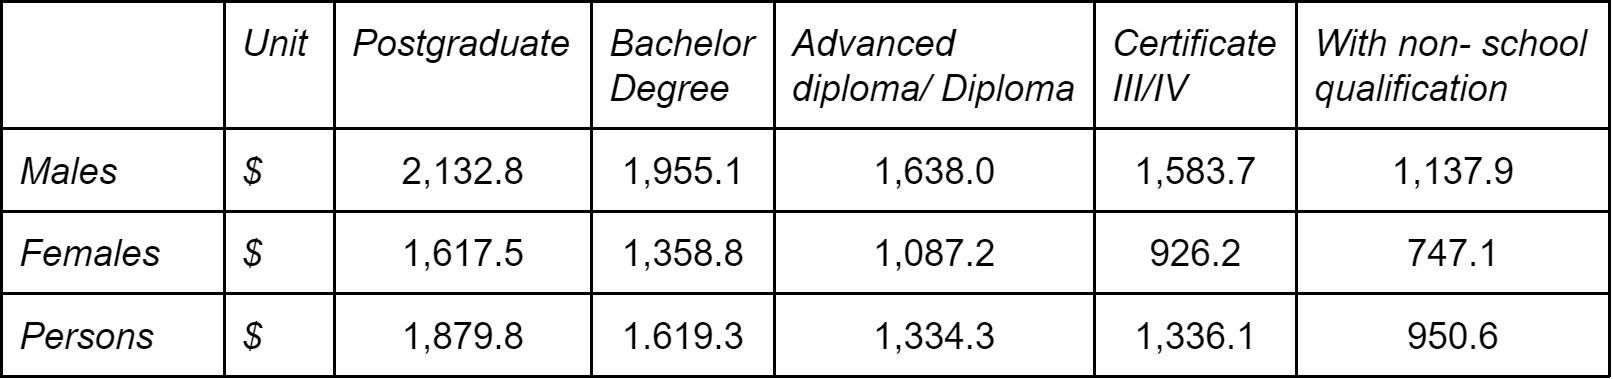 Unit Postgraduate Bachelor Degree Advanced diploma/ Diploma Certificate III/IV With non- school qualification
Males $ 2,132.8 1,955.1 1,638.0 1,583.7 1,137.9
Females $ 1,617.5 1,358.8 1,087.2 926.2 747.1
Persons $ 1,879.8 1.619.3 1,334.3 1,336.1 950.6